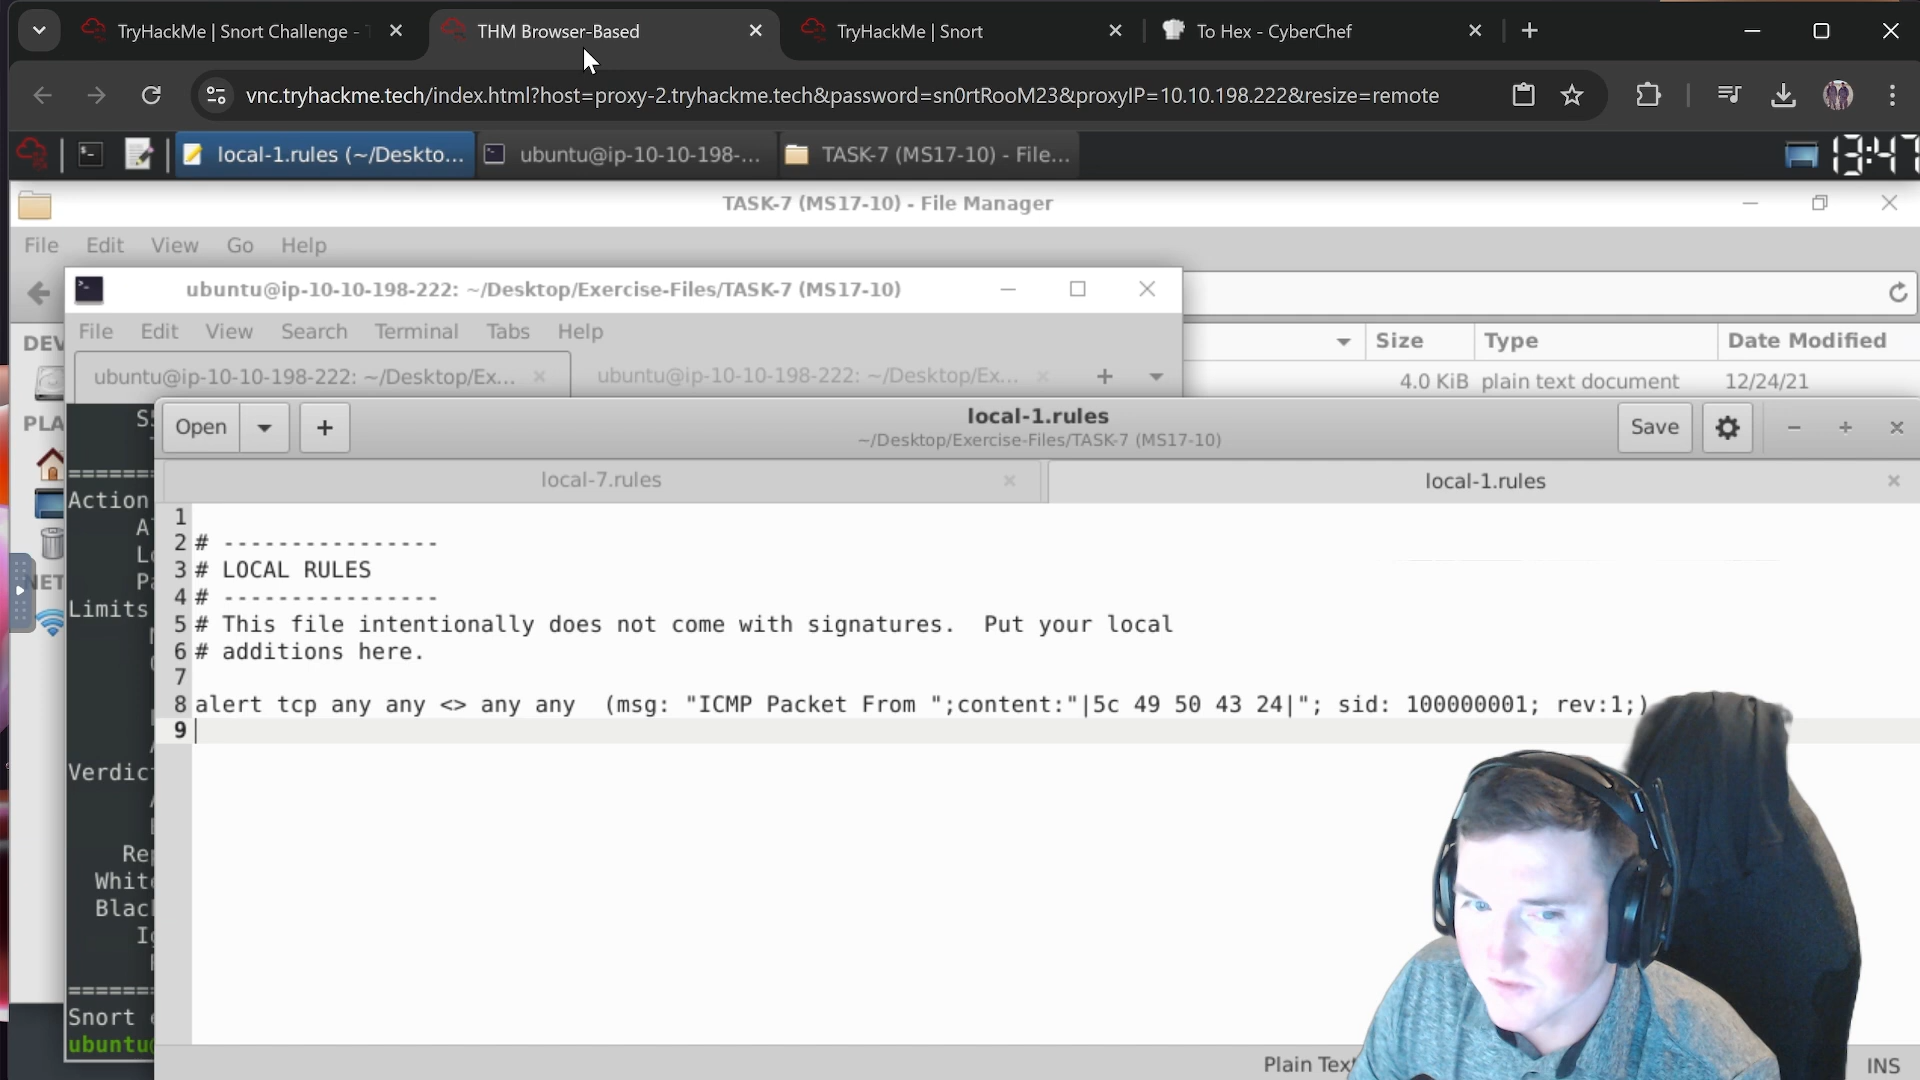 TryHackMe | Snort Challenge -
THM Browser-Based
TryHackMe | Snort
To Hex - CyberChef
vnc.tryhackme.tech/index.html?host=proxy-2.tryhackme.tech&password=sn0rtRooM23&proxyIP=10.10.198.222&resize=remote
local-1.rules (~/Deskto...
ubuntu@ip-10-10-198-...
TASK-7 (MS17-10) - File...
13:47
TASK-7 (MS17-10) - File Manager
File Edit View Go Help
ubuntu@ip-10-10-198-222: ~/Desktop/Exercise-Files/TASK-7 (MS17-10)
File Edit View Search Terminal Tabs Help
DEV
Size
Type
Date Modified
ubuntu@ip-10-10-198-222: ~/Desktop/Ex...
ubuntu@ip-10-10-198-222: ~/Desktop/Ex...
4.0 KiB plain text document 12/24/21
PLA
Open
local-1.rules
~/Desktop/Exercise-Files/TASK-7 (MS17-10)
Save
local-7.rules
local-1.rules
1
2 # ----------------
3 # LOCAL RULES
4 # ----------------
5 # This file intentionally does not come with signatures.  Put your local
6 # additions here.
7
8 alert tcp any any <> any any  (msg: "ICMP Packet From ";content:"|5c 49 50 43 24|"; sid: 100000001; rev:1;)
9
=======
Action
NET
Limits
Verdic
Rep
White
Blac
=======
Snort
ubuntu@
INS